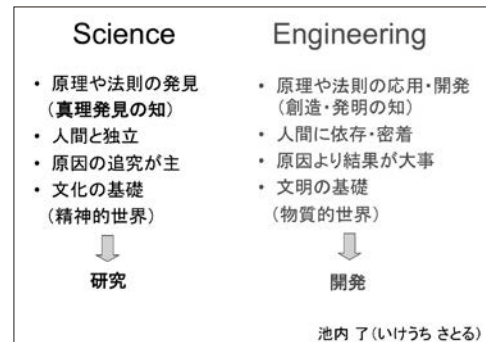 Science
・原理や法則の発見
(真理発見の知)
・人間と独立
・原因の追究が主
・文化の基礎
(精神的世界)
研究
Engineering
・原理や法則の応用・開発
(創造・発明の知)
・人間に依存・密着
・原因より結果が大事
・文明の基礎
(物質的世界)
開発
池内 了(いけうち さとる)